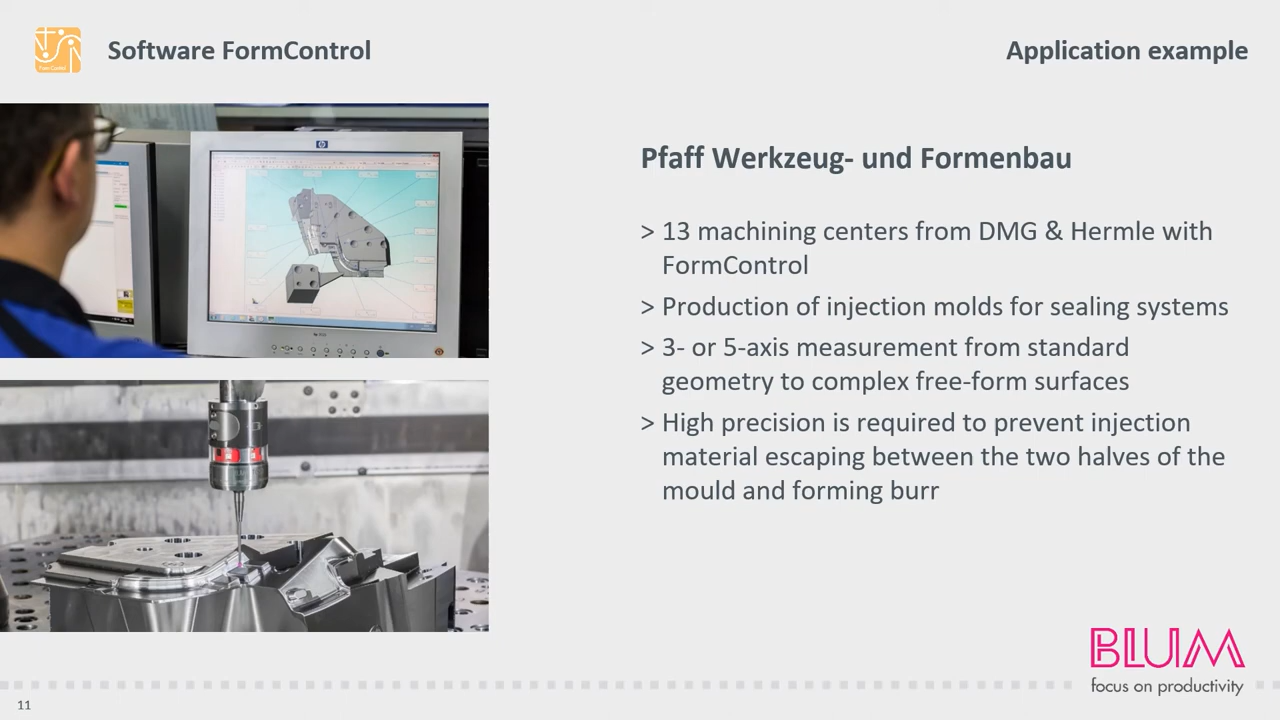 Software FormControl
Application example
Pfaff Werkzeug- und Formenbau
> 13 machining centers from DMG & Hermle with
FormControl
> Production of injection molds for sealing systems
> 3- or 5-axis measurement from standard
geometry to complex free-form surfaces
> High precision is required to prevent injection
material escaping between the two halves of the
mould and forming burr
BLUM
focus on productivity
11